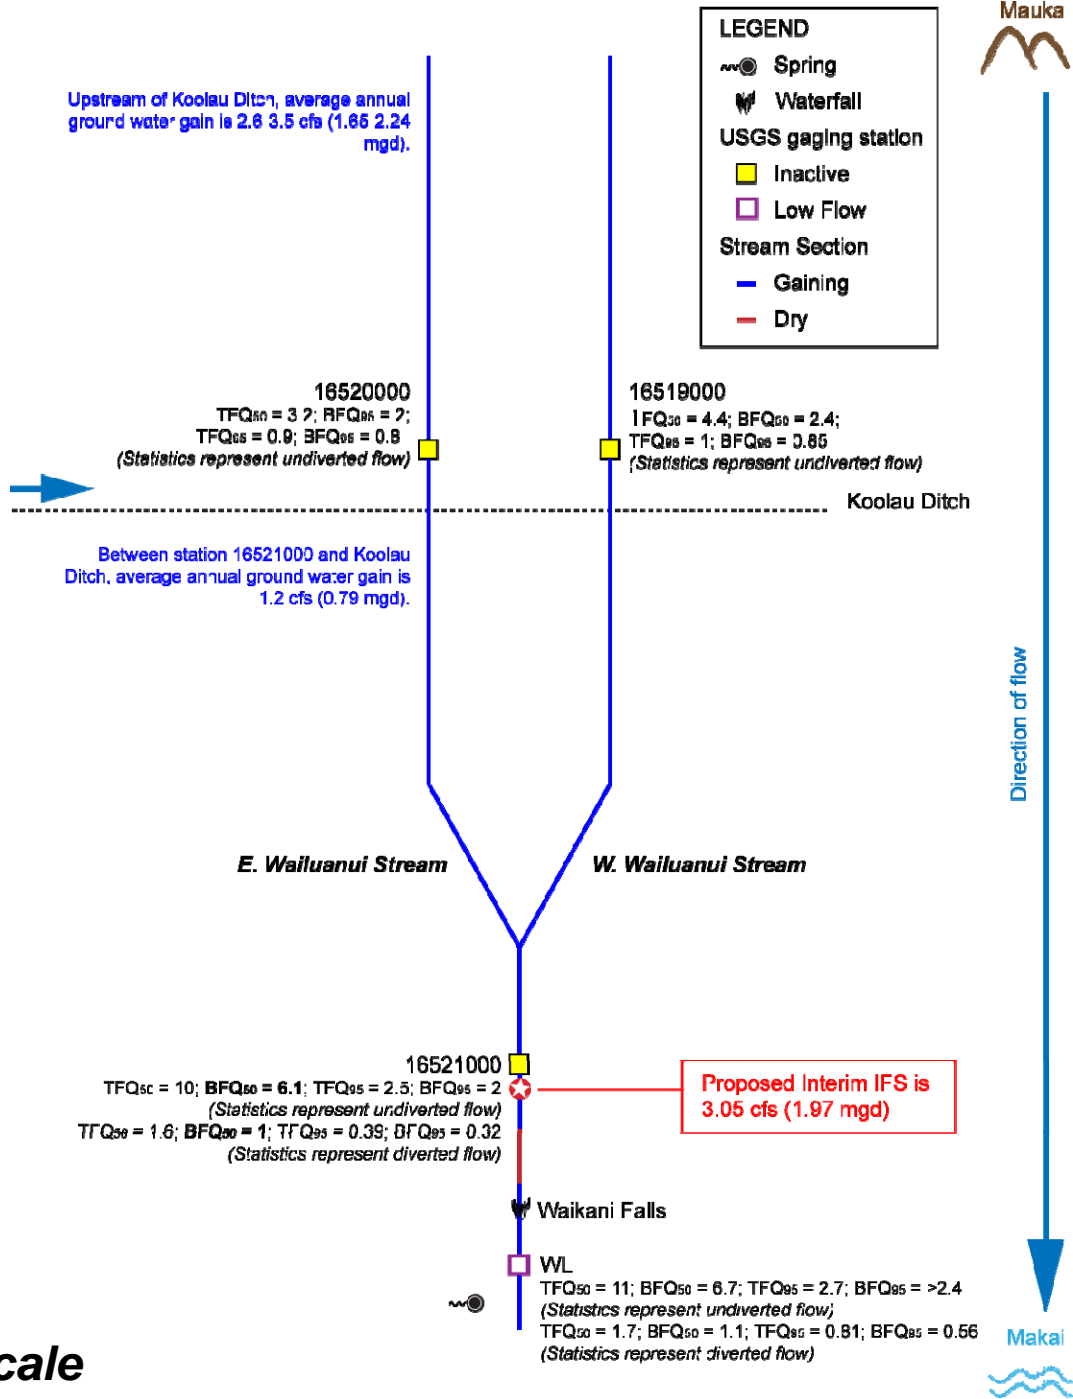 Mauka
LEGEND
Spring
Waterfall
USGS gaging station
Inactive
Low Flow
Stream Section
Gaining
Dry
Upstream of Koolau Ditch, average annual
ground water gain is 2.6 3.5 cfs (1.65 2.24
mgd).
16520000
TFQ50 = 3.2; BFQ95 = 2;
TFQ95 = 0.9; BFQ95 = 0.8
(Statistics represent undiverted flow)
16519000
TFQ50 = 4.4; BFQ50 = 2.4;
TFQ95 = 1; BFQ95 = 0.85
(Statistics represent undiverted flow)
Koolau Ditch
Between station 16521000 and Koolau
Ditch, average annual ground water gain is
1.2 cfs (0.79 mgd).
Direction of flow
E. Wailuanui Stream
W. Wailuanui Stream
16521000
TFQ50 = 10; BFQ50 = 6.1; TFQ95 = 2.5; BFQ95 = 2
(Statistics represent undiverted flow)
TFQ50 = 1.6; BFQ50 = 1; TFQ95 = 0.39; BFQ95 = 0.32
(Statistics represent diverted flow)
Proposed Interim IFS is
3.05 cfs (1.97 mgd)
Waikani Falls
WL
TFQ50 = 11; BFQ50 = 6.7; TFQ95 = 2.7; BFQ95 = >2.4
(Statistics represent undiverted flow)
TFQ50 = 1.7; BFQ50 = 1.1; TFQ95 = 0.81; BFQ95 = 0.56
(Statistics represent diverted flow)
Makai
cale